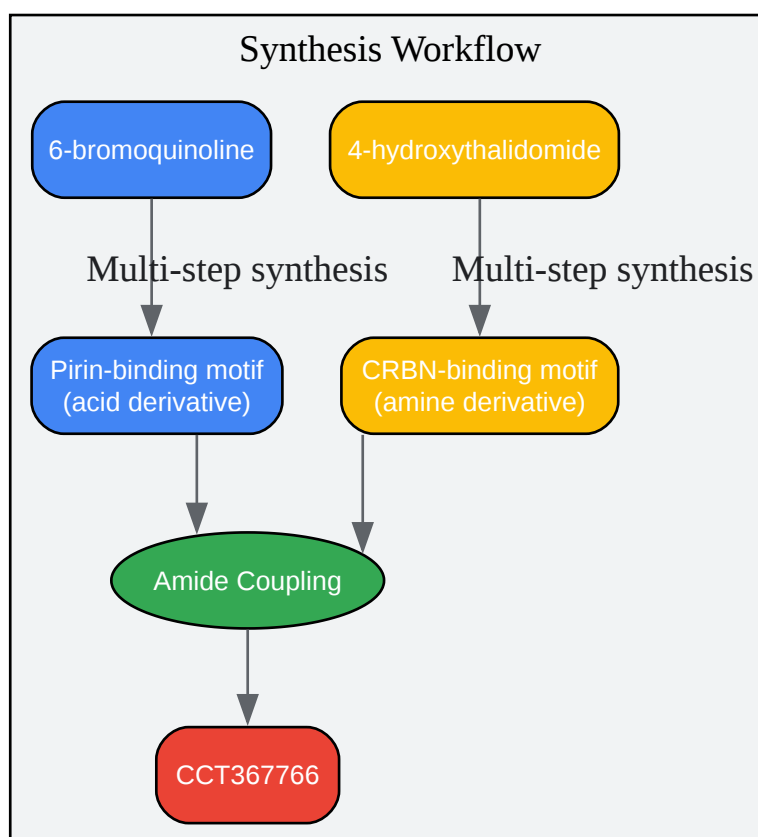 Synthesis Workflow
6-bromoquinoline
4-hydroxythalidomide
Multi-step synthesis
Multi-step synthesis
Pirin-binding motif
(acid derivative)
CRBN-binding motif
(amine derivative)
Amide Coupling
CCT367766